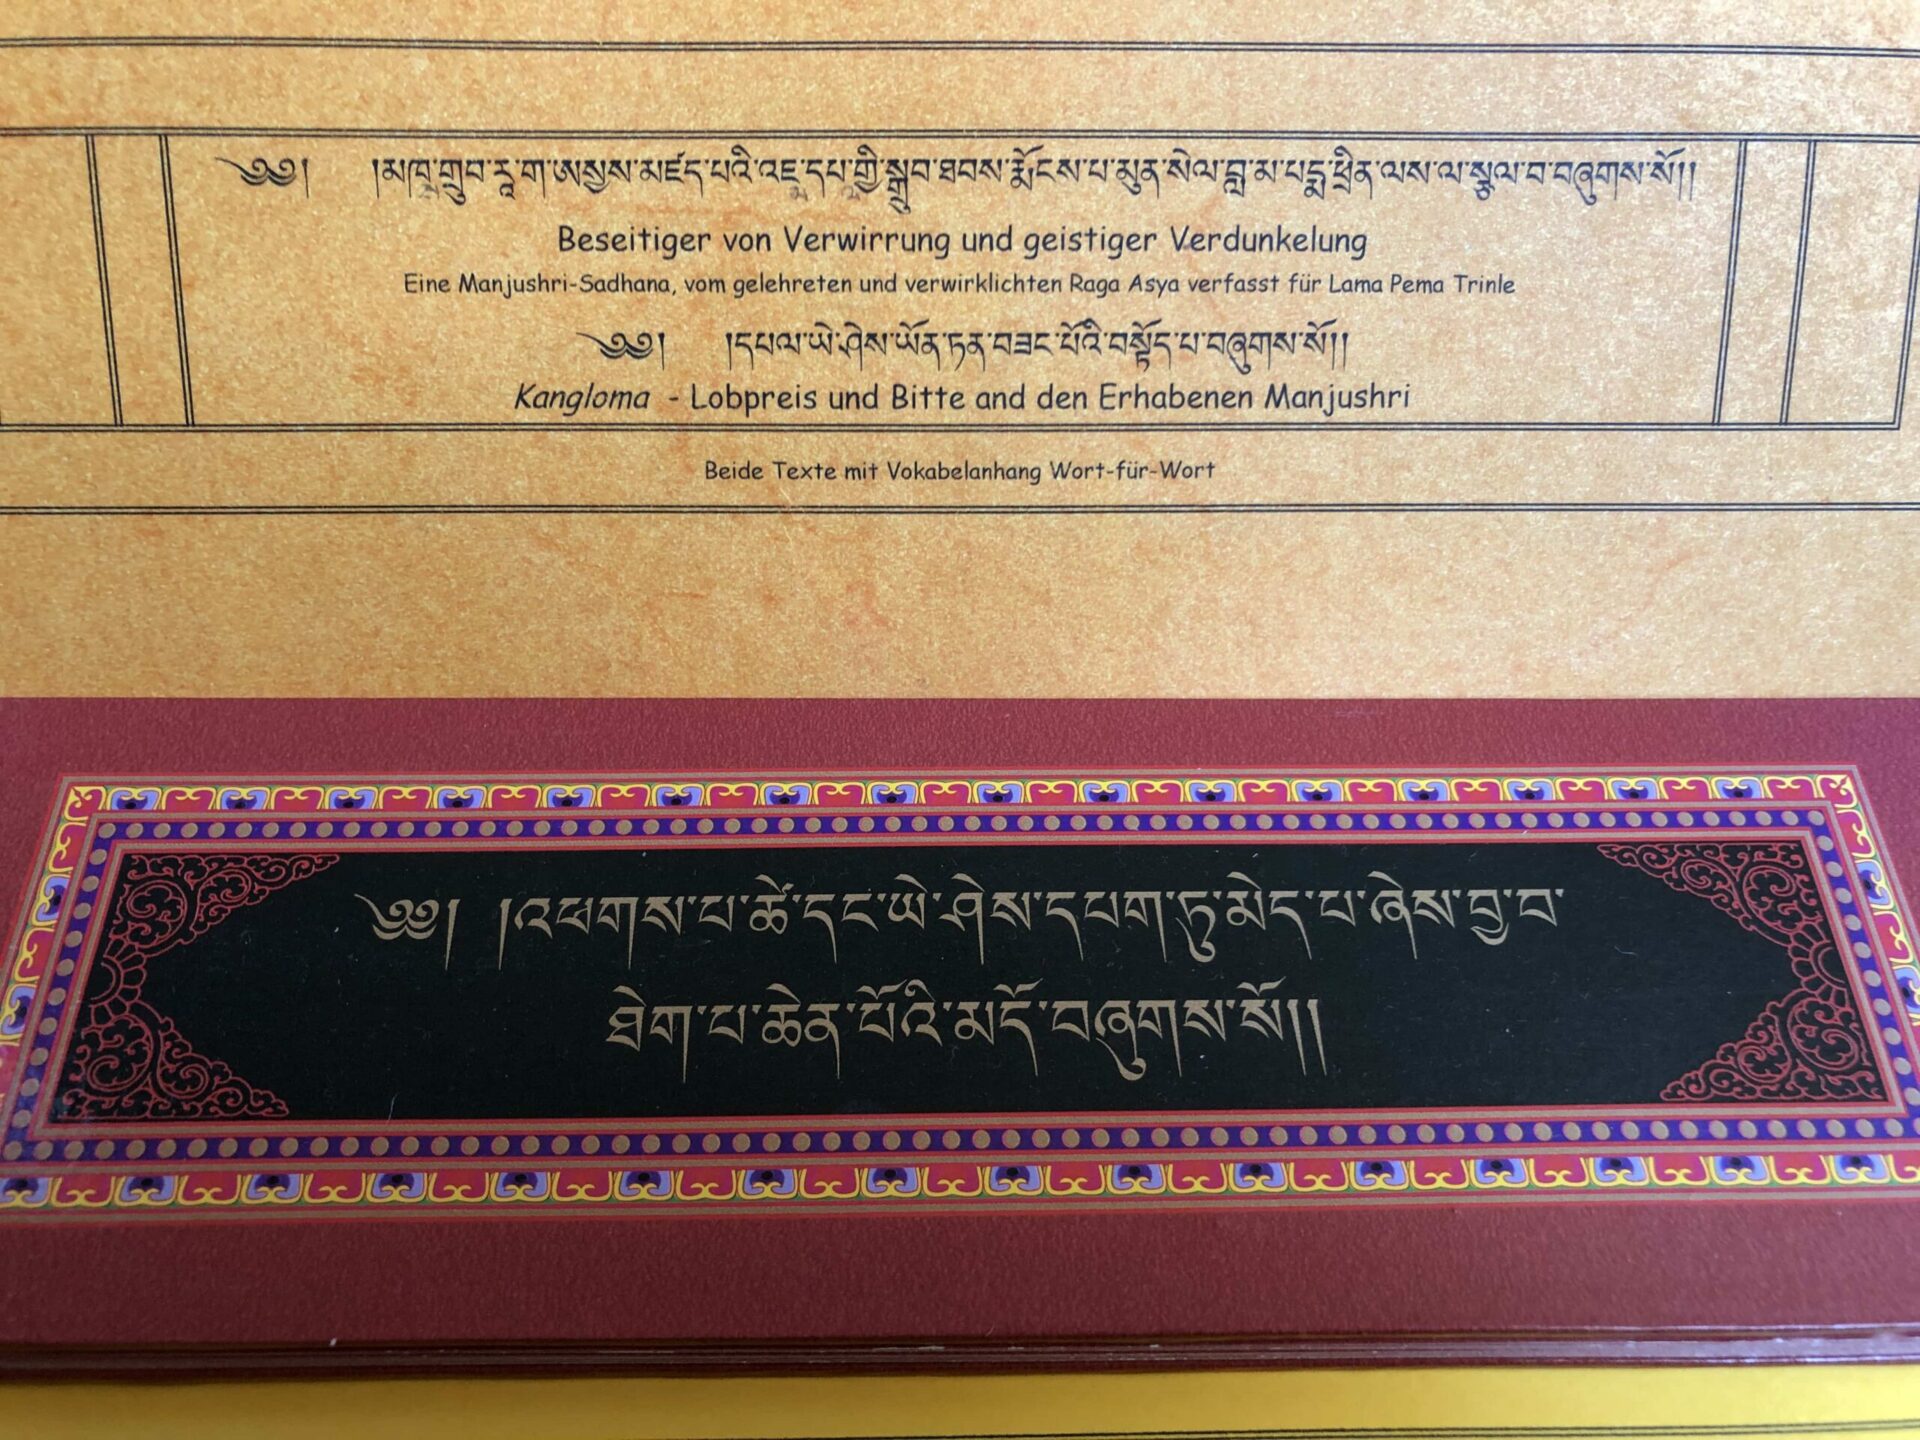 ༄༅། །མཁས་གྲུབ་རཱ་ག་ཨ་སྱས་མཛད་པའི་འཇམ་དཔལ་གྱི་སྒྲུབ་ཐབས་རྨོངས་པ་མུན་སེལ་བླ་མ་པདྨ་ཕྲིན་ལས་ལ་སྩལ་བ་བཞུགས་སོ།།
Beseitiger von Verwirrung und geistiger Verdunkelung
Eine Manjushri-Sadhana, vom gelehreten und verwirklichten Raga Asya verfasst für Lama Pema Trinle
༄༅། །དཔལ་ཡེ་ཤེས་ཡོན་ཏན་བཟང་པོའི་བསྟོད་པ་བཞུགས་སོ།།
Kangloma - Lobpreis und Bitte and den Erhabenen Manjushri
Beide Texte mit Vokabelanhang Wort-für-Wort
༄༅། །འཕགས་པ་ཚེ་དང་ཡེ་ཤེས་དཔག་ཏུ་མེད་པ་ཞེས་བྱ་བ་
ཐེག་པ་ཆེན་པོའི་མདོ་བཞུགས་སོ།།